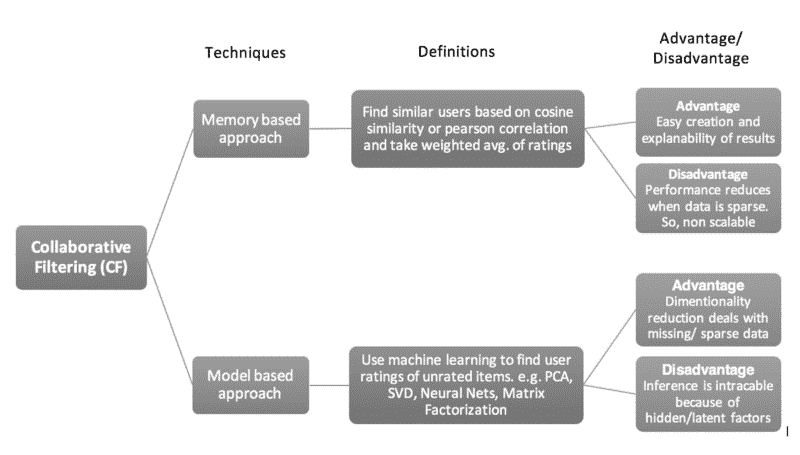 Techniques
Definitions
Advantage/
Disadvantage
Collaborative
Filtering (CF)
Memory based
approach
Find similar users based on cosine
similarity or pearson correlation
and take weighted avg. of ratings
Advantage
Easy creation and
explanability of results
Disadvantage
Performance reduces
when data is sparse.
So, non scalable
Model based
approach
Use machine learning to find user
ratings of unrated items. e.g. PCA,
SVD, Neural Nets, Matrix
Factorization
Advantage
Dimentionality
reduction deals with
missing/ sparse data
Disadvantage
Inference is intracable
because of
hidden/latent factors